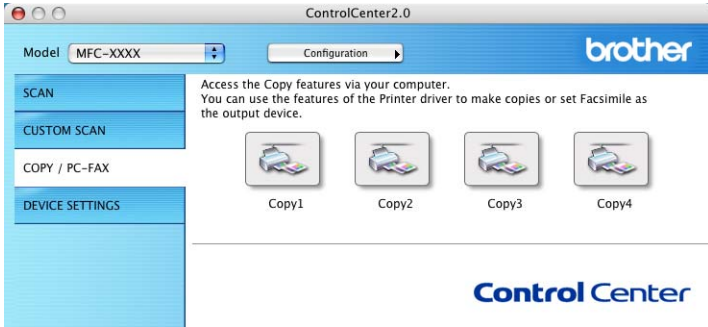 ControlCenter2.0
Model MFC-XXXX Configuration brother
SCAN
CUSTOM SCAN
COPY / PC-FAX
DEVICE SETTINGS
Access the Copy features via your computer.
You can use the features of the Printer driver to make copies or set Facsimile as
the output device.
Copy1 Copy2 Copy3 Copy4
Control Center